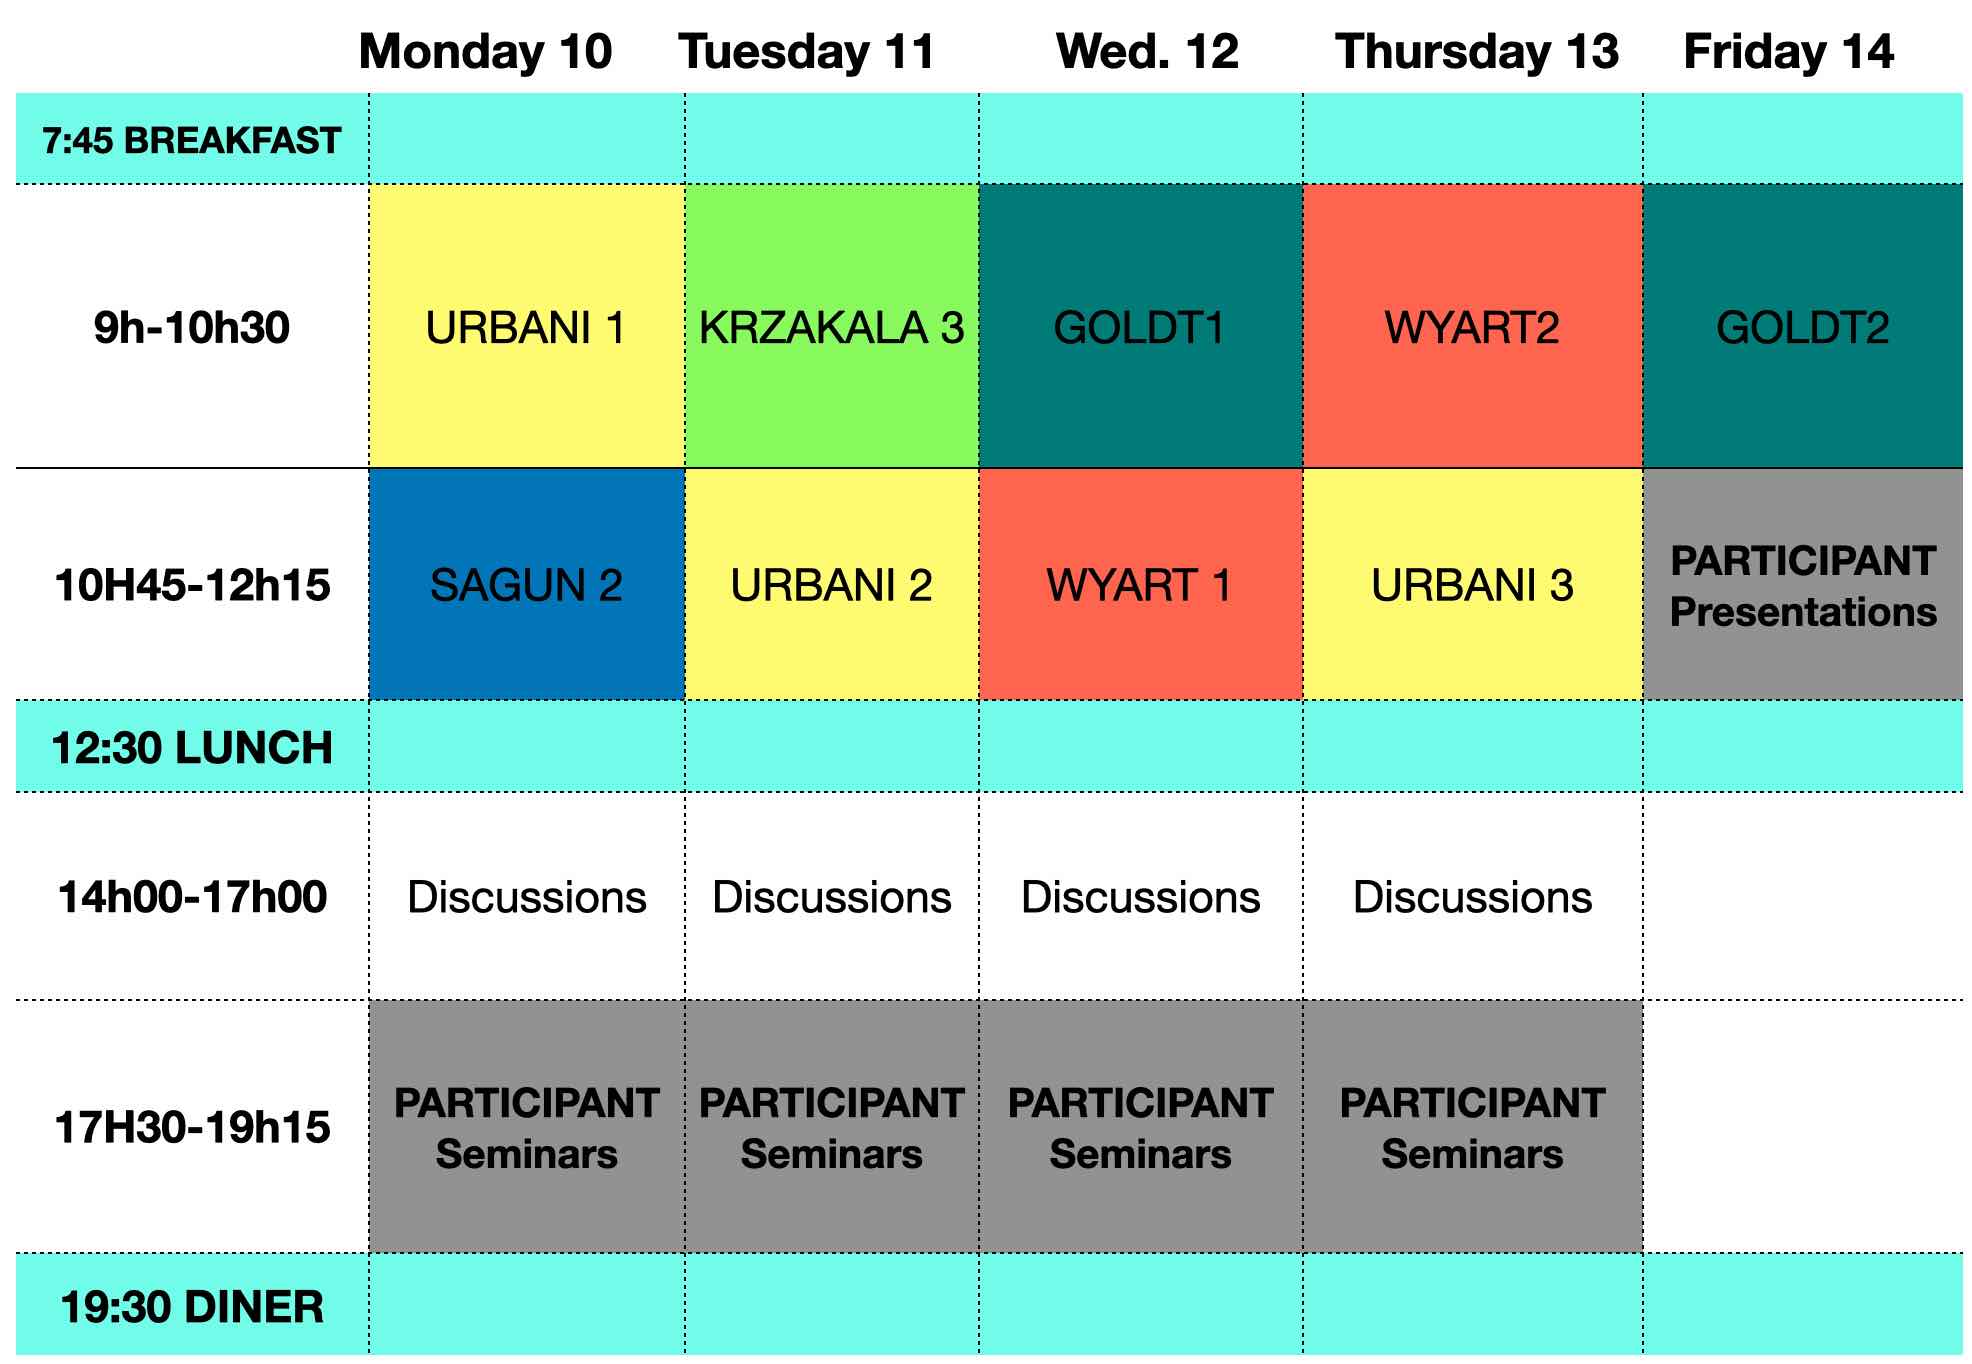 Monday 10 Tuesday 11 Wed. 12 Thursday 13 Friday 14
7:45 BREAKFAST
9h-10h30 URBANI 1 KRZAKALA 3 GOLDT1 WYART2 GOLDT2
10H45-12h15 SAGUN 2 URBANI 2 WYART 1 URBANI 3 PARTICIPANT
Presentations
12:30 LUNCH
14h00-17h00 Discussions Discussions Discussions Discussions
17H30-19h15 PARTICIPANT PARTICIPANT PARTICIPANT PARTICIPANT
Seminars Seminars Seminars Seminars
19:30 DINER